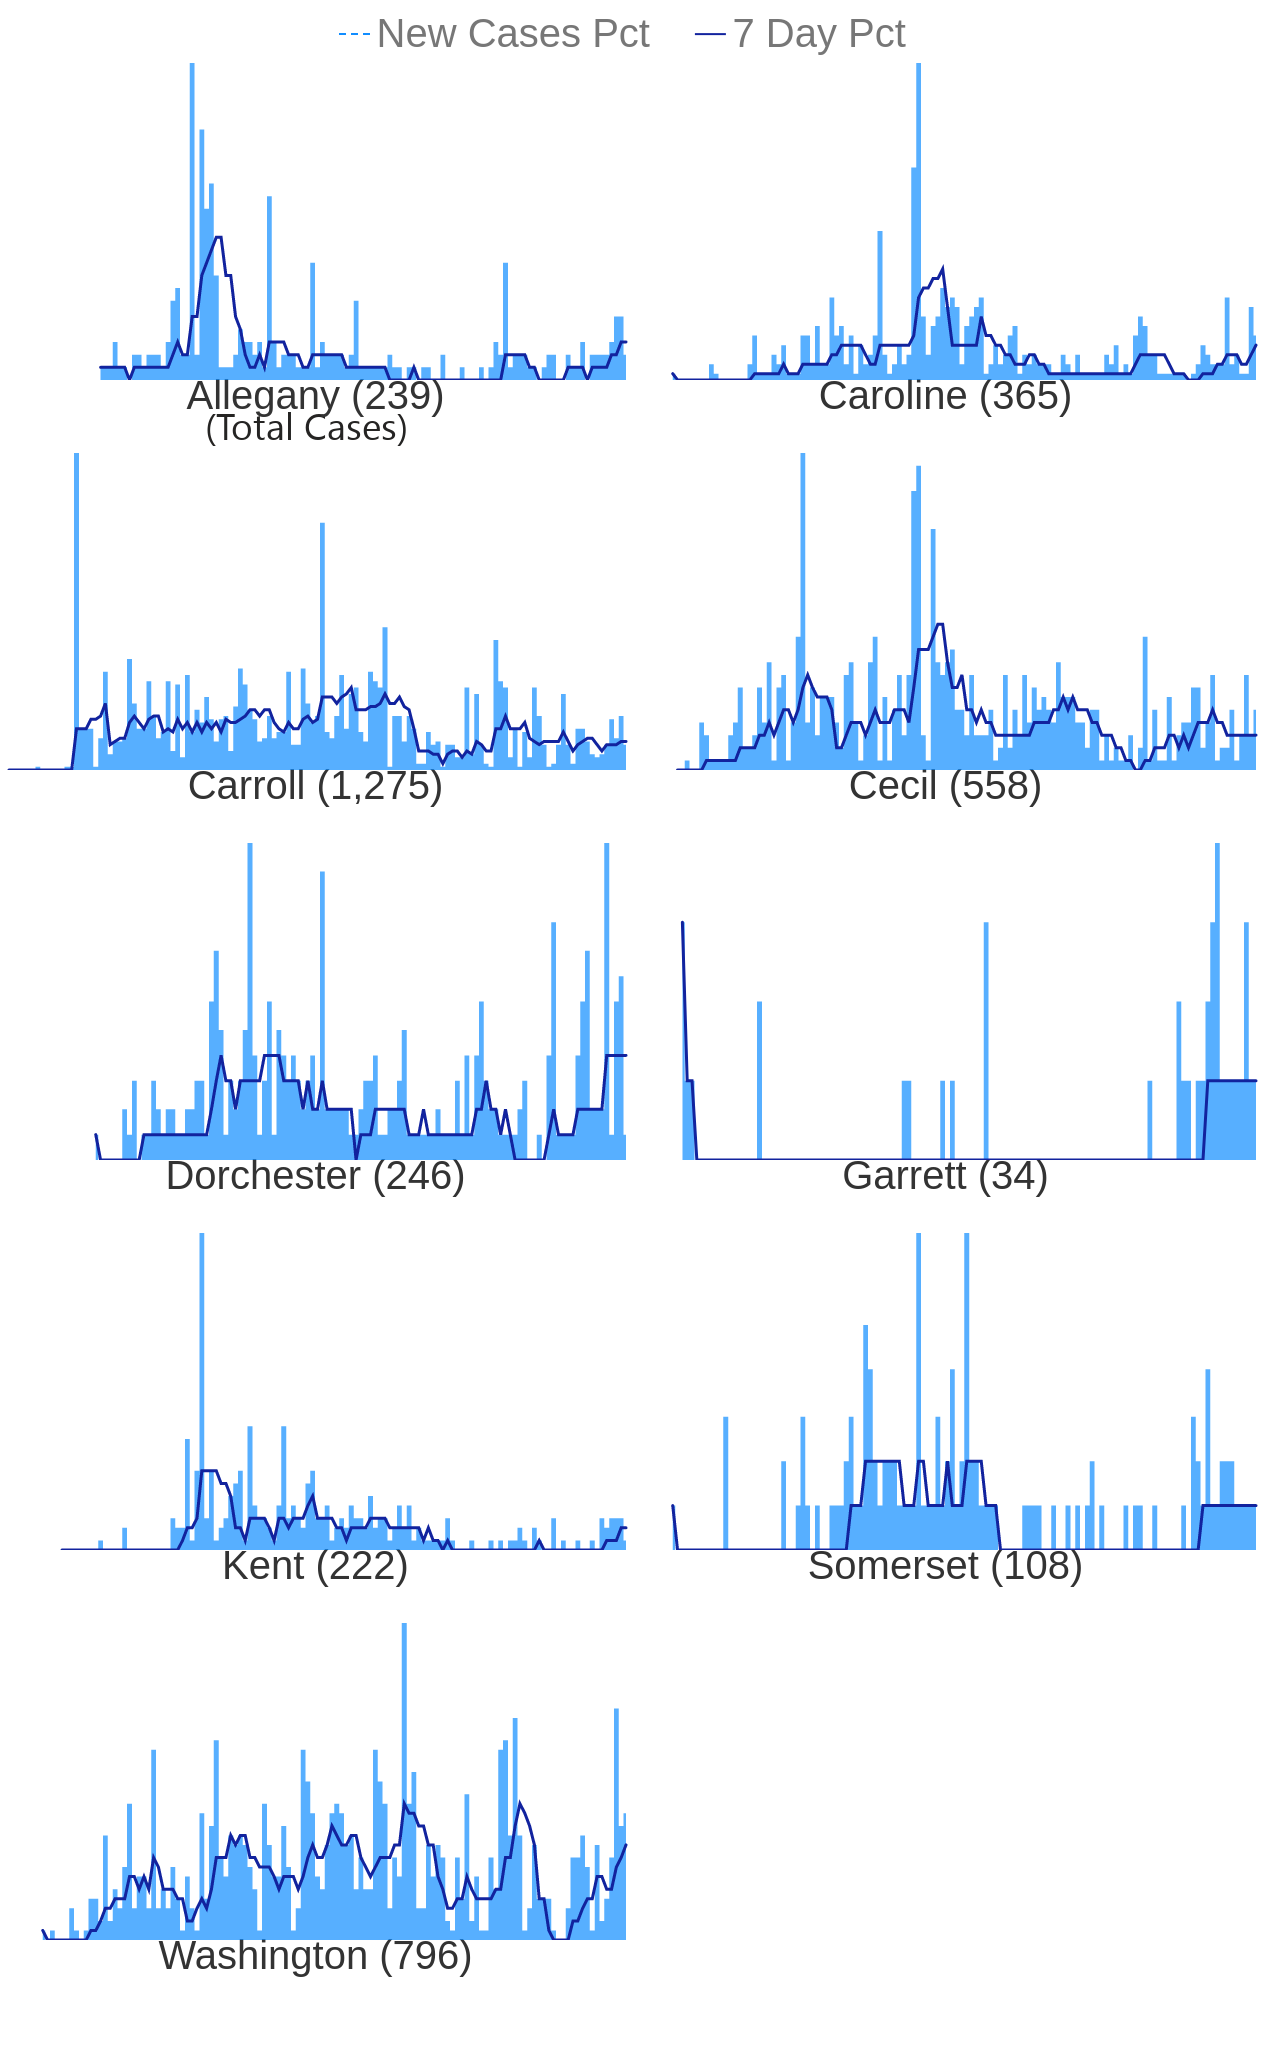 New Cases Pct 7 Day Pct
Allegany (239) Caroline (365)
(Total Cases)
Carroll (1,275) Cecil (558)
Dorchester (246) Garrett (34)
Kent (222) Somerset (108)
Washington (796)